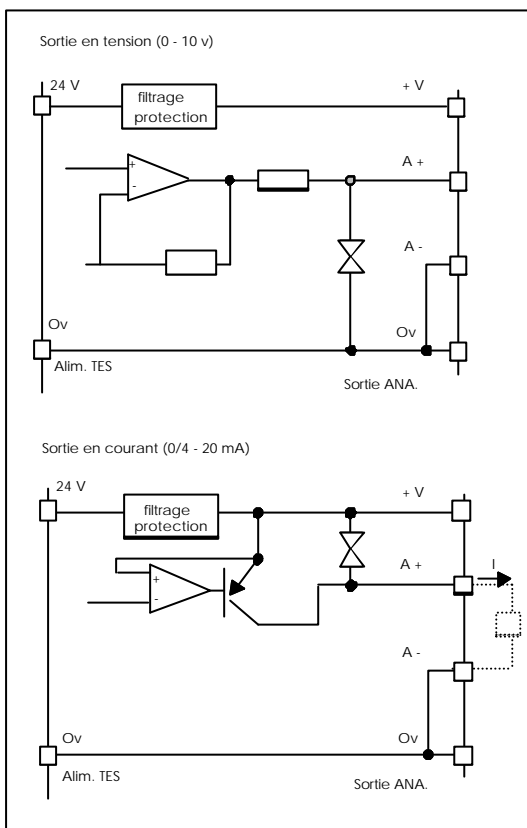 Sortie en tension (0 - 10 v)
24 V
+ V
filtrage
protection
+
-
A +
A -
Ov
Ov
Alim. TES
Sortie ANA.
Sortie en courant (0/4 - 20 mA)
24 V
+ V
filtrage
protection
+
-
A +
I
A -
Ov
Ov
Alim. TES
Sortie ANA.